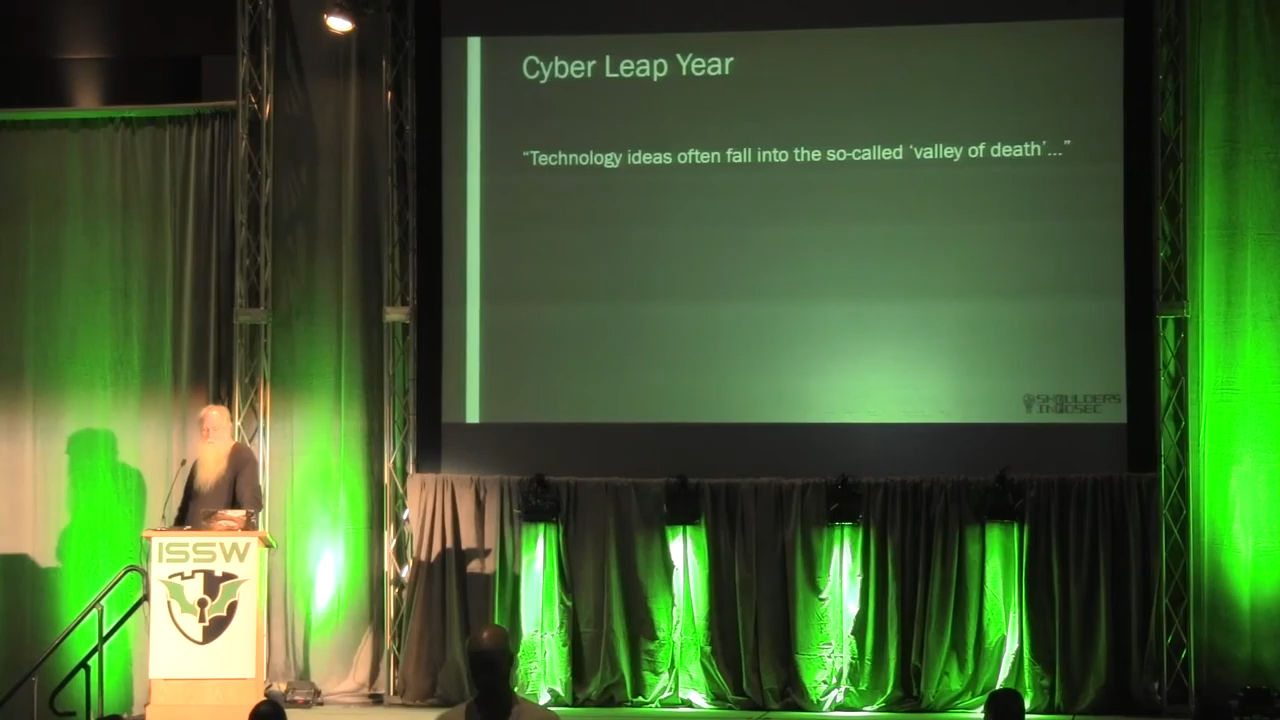 Cyber Leap Year
“Technology ideas often fall into the so-called ‘valley of death’...”
SHOULDERS
INFOSEC
ISSW